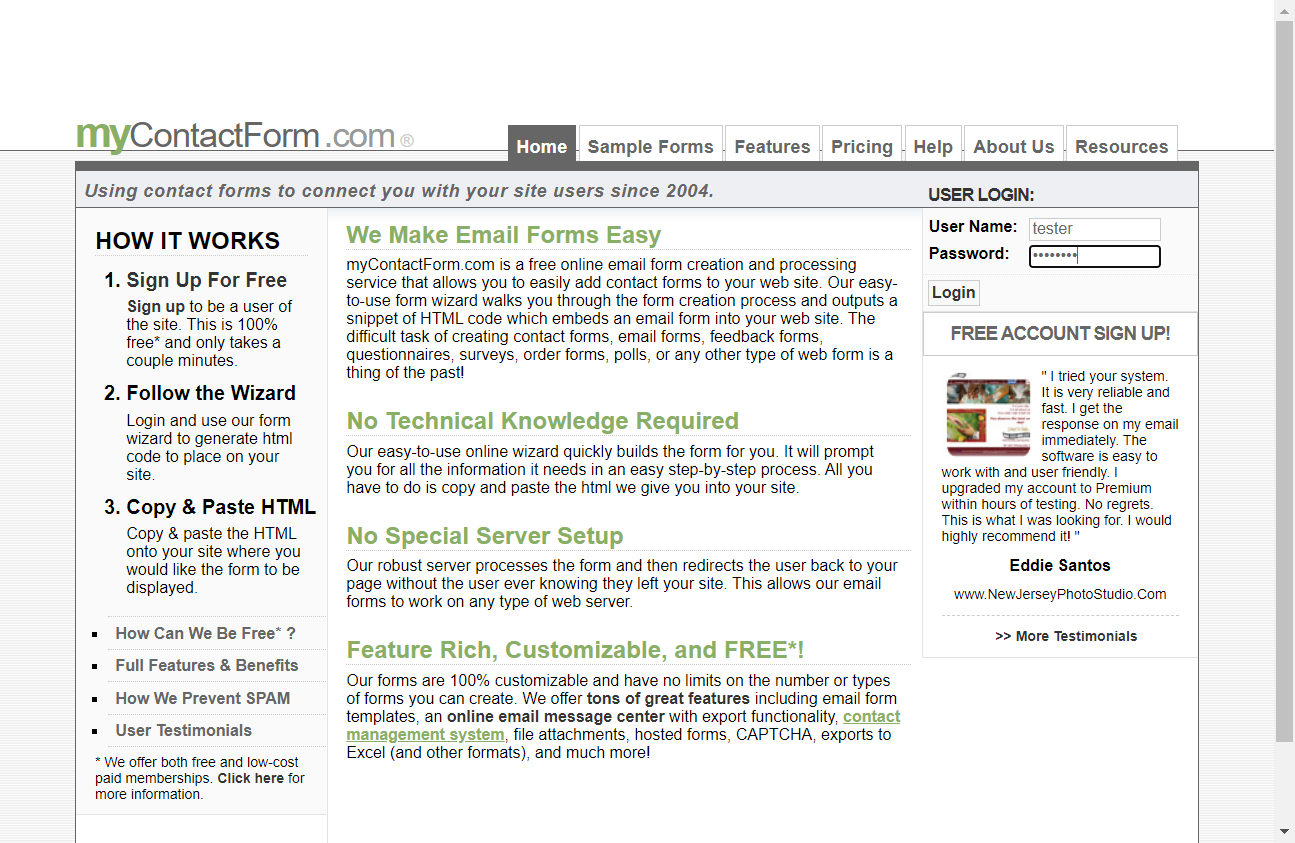 myContactForm.com ®
Home
Sample Forms
Features
Pricing
Help
About Us
Resources
Using contact forms to connect you with your site users since 2004.
USER LOGIN:
User Name: tester
Password: ••••••••
Login
HOW IT WORKS
1. Sign Up For Free
Sign up to be a user of
the site. This is 100%
free* and only takes a
couple minutes.
2. Follow the Wizard
Login and use our form
wizard to generate html
code to place on your
site.
3. Copy & Paste HTML
Copy & paste the HTML
onto your site where you
would like the form to be
displayed.
How Can We Be Free* ?
Full Features & Benefits
How We Prevent SPAM
User Testimonials
* We offer both free and low-cost
paid memberships. Click here for
more information.
We Make Email Forms Easy
myContactForm.com is a free online email form creation and processing
service that allows you to easily add contact forms to your web site. Our easy-
to-use form wizard walks you through the form creation process and outputs a
snippet of HTML code which embeds an email form into your web site. The
difficult task of creating contact forms, email forms, feedback forms,
questionnaires, surveys, order forms, polls, or any other type of web form is a
thing of the past!
No Technical Knowledge Required
Our easy-to-use online wizard quickly builds the form for you. It will prompt
you for all the information it needs in an easy step-by-step process. All you
have to do is copy and paste the html we give you into your site.
No Special Server Setup
Our robust server processes the form and then redirects the user back to your
page without the user ever knowing they left your site. This allows our email
forms to work on any type of web server.
Feature Rich, Customizable, and FREE*!
Our forms are 100% customizable and have no limits on the number or types
of forms you can create. We offer tons of great features including email form
templates, an online email message center with export functionality, contact
management system, file attachments, hosted forms, CAPTCHA, exports to
Excel (and other formats), and much more!
FREE ACCOUNT SIGN UP!
" I tried your system.
It is very reliable and
fast. I get the
response on my email
immediately. The
software is easy to
work with and user friendly. I
upgraded my account to Premium
within hours of testing. No regrets.
This is what I was looking for. I would
highly recommend it! "
Eddie Santos
www.NewJerseyPhotoStudio.Com
>> More Testimonials